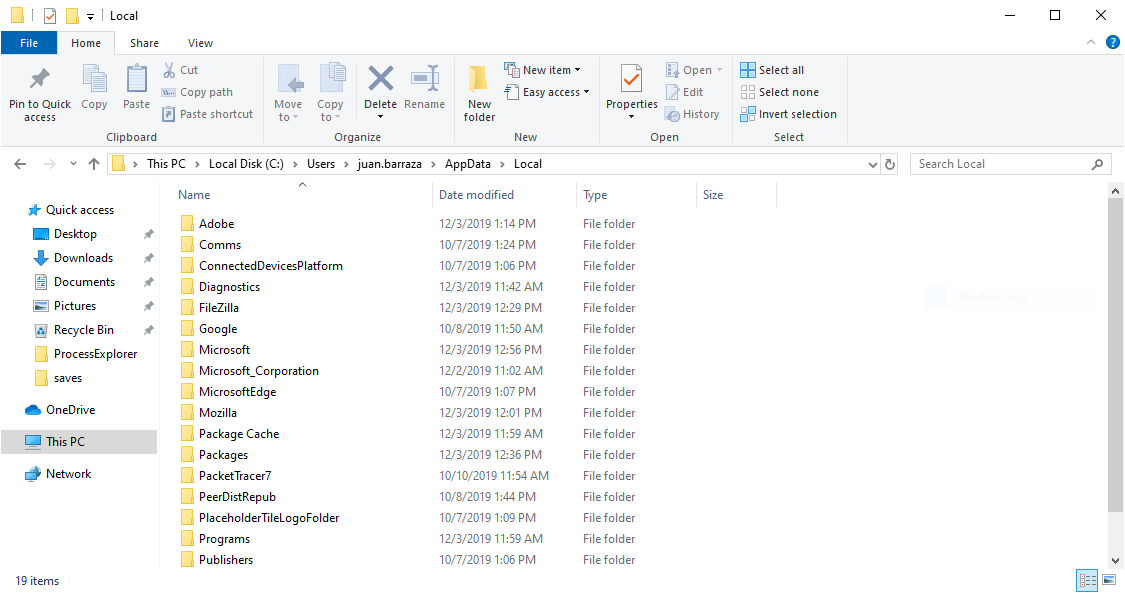 Local
File Home Share View
Pin to Quick access
Copy
Paste
Cut
Copy path
Paste shortcut
Clipboard
Move to
Copy to
Delete
Rename
Organize
New folder
New item
Easy access
New
Properties
Open
Edit
History
Open
Select all
Select none
Invert selection
Select
This PC > Local Disk (C:) > Users > juan.barraza > AppData > Local
Search Local
Quick access
Desktop
Downloads
Documents
Pictures
Recycle Bin
ProcessExplorer
saves
OneDrive
This PC
Network
Name Date modified Type Size
Adobe 12/3/2019 1:14 PM File folder
Comms 10/7/2019 1:24 PM File folder
ConnectedDevicesPlatform 10/7/2019 1:06 PM File folder
Diagnostics 12/3/2019 11:42 AM File folder
FileZilla 12/3/2019 12:29 PM File folder
Google 10/8/2019 11:50 AM File folder
Microsoft 12/3/2019 12:56 PM File folder
Microsoft_Corporation 12/2/2019 11:02 AM File folder
MicrosoftEdge 10/7/2019 1:07 PM File folder
Mozilla 12/3/2019 12:01 PM File folder
Package Cache 12/3/2019 11:59 AM File folder
Packages 12/3/2019 12:36 PM File folder
PacketTracer7 10/10/2019 11:54 AM File folder
PeerDistRepub 10/8/2019 1:44 PM File folder
PlaceholderTileLogoFolder 10/7/2019 1:09 PM File folder
Programs 12/3/2019 11:59 AM File folder
Publishers 10/7/2019 1:06 PM File folder
Window Snip
19 items